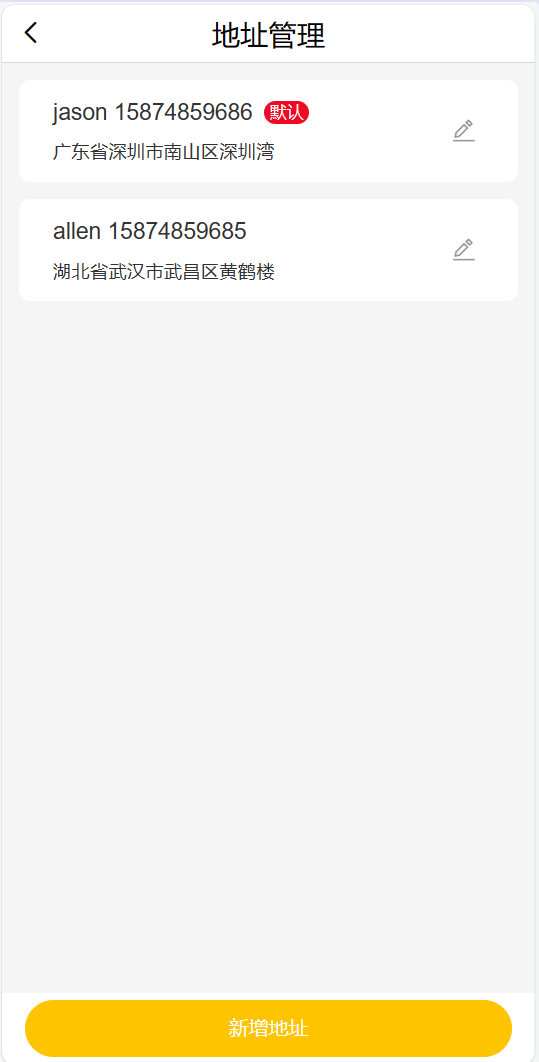 地址管理
jason 15874859686 默认
广东省深圳市南山区深圳湾
allen 15874859685
湖北省武汉市武昌区黄鹤楼
新增地址